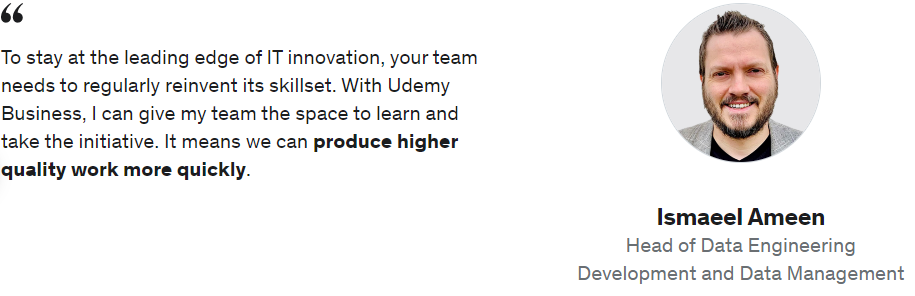 “
To stay at the leading edge of IT innovation, your team
needs to regularly reinvent its skillset. With Udemy
Business, I can give my team the space to learn and
take the initiative. It means we can produce higher
quality work more quickly.
Ismaeel Ameen
Head of Data Engineering
Development and Data Management